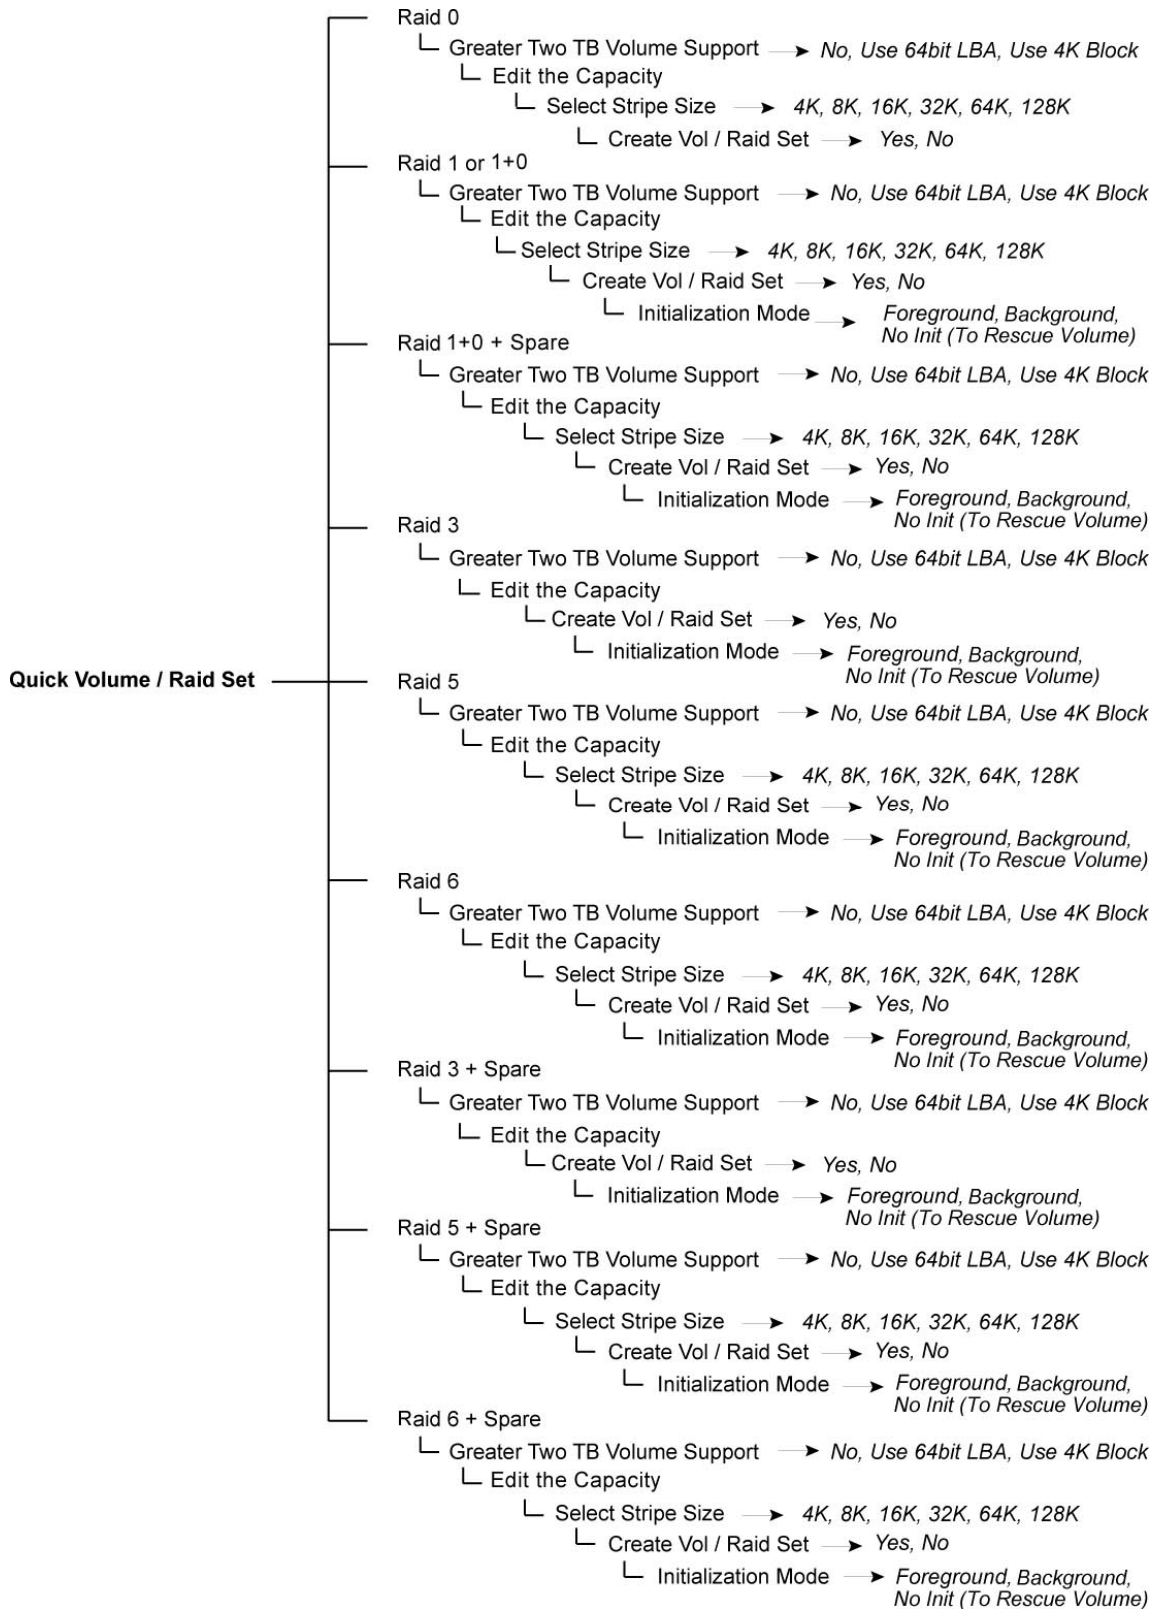 Raid 0
Greater Two TB Volume Support No, Use 64bit LBA, Use 4K Block
Edit the Capacity
Select Stripe Size 4K, 8K, 16K, 32K, 64K, 128K
Create Vol / Raid Set Yes, No
Raid 1 or 1+0
Greater Two TB Volume Support No, Use 64bit LBA, Use 4K Block
Edit the Capacity
Select Stripe Size 4K, 8K, 16K, 32K, 64K, 128K
Create Vol / Raid Set Yes, No
Initialization Mode Foreground, Background,
No Init (To Rescue Volume)
Raid 1+0 + Spare
Greater Two TB Volume Support No, Use 64bit LBA, Use 4K Block
Edit the Capacity
Select Stripe Size 4K, 8K, 16K, 32K, 64K, 128K
Create Vol / Raid Set Yes, No
Initialization Mode Foreground, Background,
No Init (To Rescue Volume)
Raid 3
Greater Two TB Volume Support No, Use 64bit LBA, Use 4K Block
Edit the Capacity
Create Vol / Raid Set Yes, No
Initialization Mode Foreground, Background,
No Init (To Rescue Volume)
Quick Volume / Raid Set Raid 5
Greater Two TB Volume Support No, Use 64bit LBA, Use 4K Block
Edit the Capacity
Select Stripe Size 4K, 8K, 16K, 32K, 64K, 128K
Create Vol / Raid Set Yes, No
Initialization Mode Foreground, Background,
No Init (To Rescue Volume)
Raid 6
Greater Two TB Volume Support No, Use 64bit LBA, Use 4K Block
Edit the Capacity
Select Stripe Size 4K, 8K, 16K, 32K, 64K, 128K
Create Vol / Raid Set Yes, No
Initialization Mode Foreground, Background,
No Init (To Rescue Volume)
Raid 3 + Spare
Greater Two TB Volume Support No, Use 64bit LBA, Use 4K Block
Edit the Capacity
Create Vol / Raid Set Yes, No
Initialization Mode Foreground, Background,
No Init (To Rescue Volume)
Raid 5 + Spare
Greater Two TB Volume Support No, Use 64bit LBA, Use 4K Block
Edit the Capacity
Select Stripe Size 4K, 8K, 16K, 32K, 64K, 128K
Create Vol / Raid Set Yes, No
Initialization Mode Foreground, Background,
No Init (To Rescue Volume)
Raid 6 + Spare
Greater Two TB Volume Support No, Use 64bit LBA, Use 4K Block
Edit the Capacity
Select Stripe Size 4K, 8K, 16K, 32K, 64K, 128K
Create Vol / Raid Set Yes, No
Initialization Mode Foreground, Background,
No Init (To Rescue Volume)